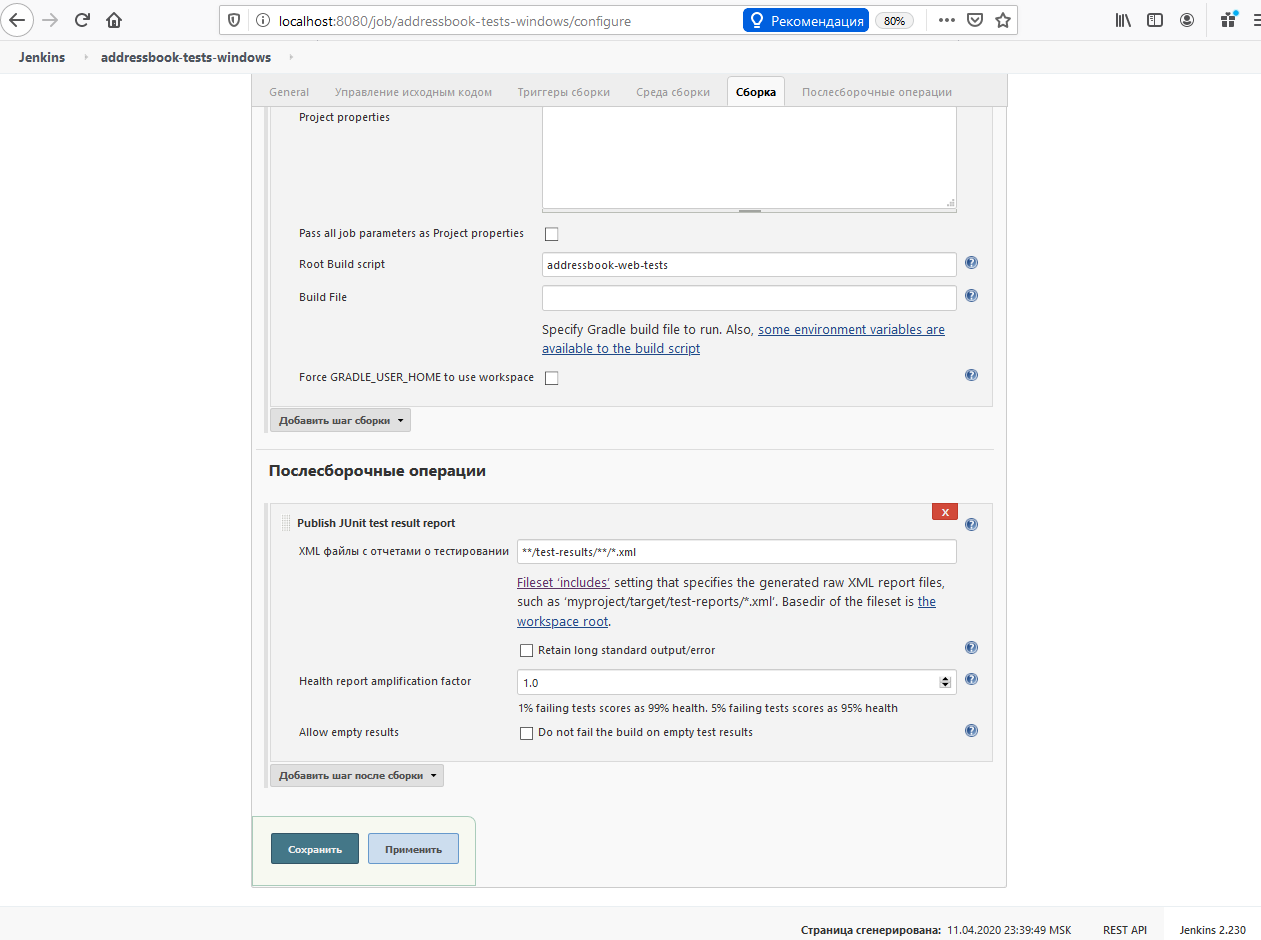 localhost:8080/job/addressbook-tests-windows/configure
Рекомендация
80%
Jenkins
addressbook-tests-windows
General
Управление исходным кодом
Триггеры сборки
Среда сборки
Сборка
Послесборочные операции
Project properties
Pass all job parameters as Project properties
Root Build script
addressbook-web-tests
Build File
Specify Gradle build file to run. Also, some environment variables are
available to the build script
Force GRADLE_USER_HOME to use workspace
Добавить шаг сборки
Послесборочные операции
X
Publish JUnit test result report
XML файлы с отчетами о тестировании
**/test-results/**/*.xml
Fileset ‘includes’ setting that specifies the generated raw XML report files,
such as ‘myproject/target/test-reports/*.xml’. Basedir of the fileset is the
workspace root.
Retain long standard output/error
Health report amplification factor
1.0
1% failing tests scores as 99% health. 5% failing tests scores as 95% health
Allow empty results
Do not fail the build on empty test results
Добавить шаг после сборки
Сохранить
Применить
Страница сгенерирована: 11.04.2020 23:39:49 MSK
REST API
Jenkins 2.230